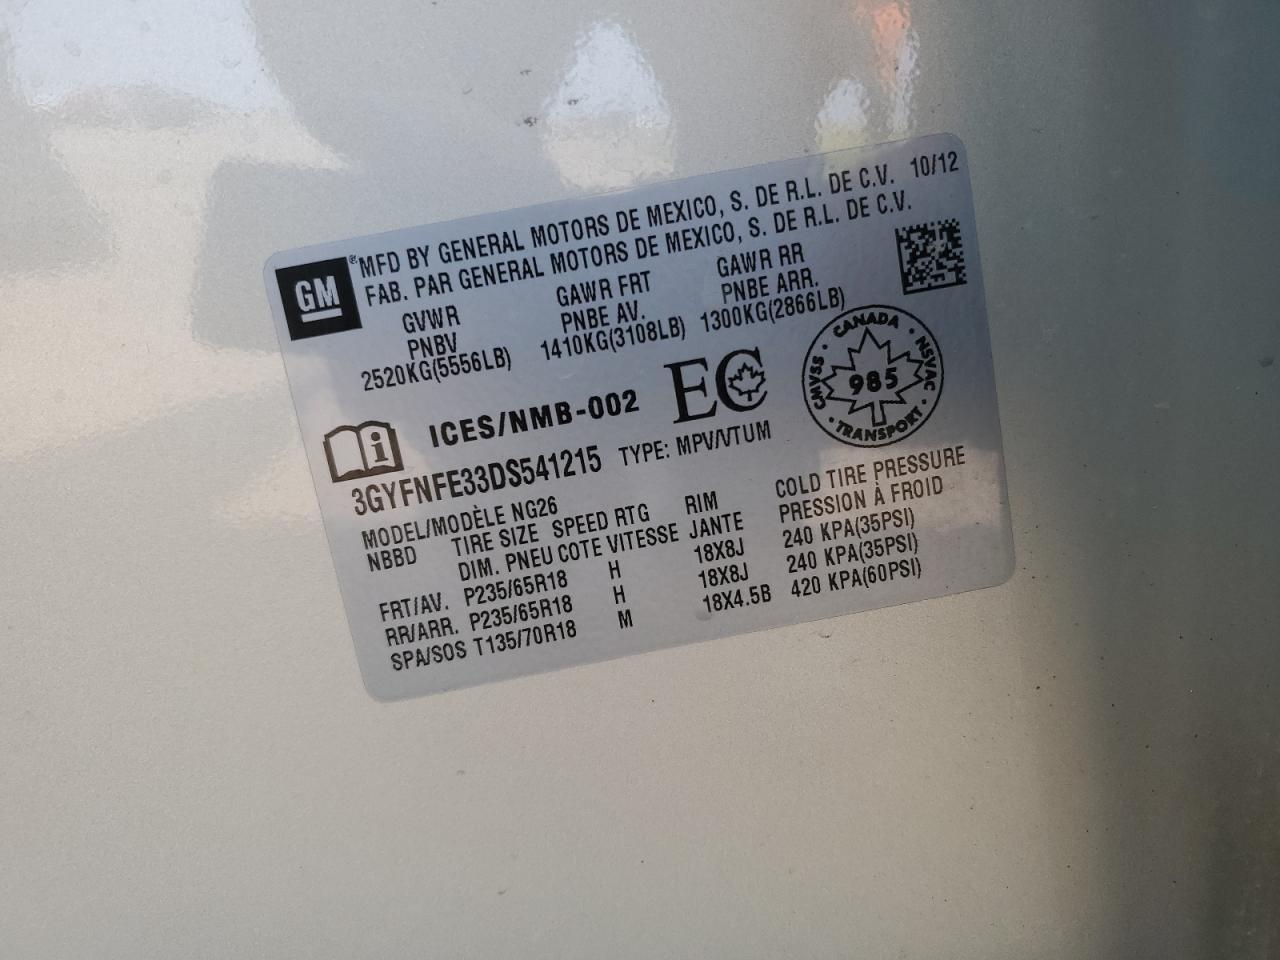 GM
®MFD BY GENERAL MOTORS DE MEXICO, S. DE R.L. DE C.V. 10/12
FAB. PAR GENERAL MOTORS DE MEXICO, S. DE R.L. DE C.V.
GVWR GAWR FRT GAWR RR
PNBV PNBE AV. PNBE ARR.
2520KG(5556LB) 1410KG(3108LB) 1300KG(2866LB)
i ICES/NMB-002 EC
CANADA · NSVAC · TRANSPORT · CMVSS ·
985
3GYFNFE33DS541215 TYPE: MPV/VTUM
MODEL/MODÈLE NG26
NBBD TIRE SIZE SPEED RTG RIM COLD TIRE PRESSURE
DIM. PNEU COTE VITESSE JANTE PRESSION À FROID
FRT/AV. P235/65R18 H 18X8J 240 KPA(35PSI)
RR/ARR. P235/65R18 H 18X8J 240 KPA(35PSI)
SPA/SOS T135/70R18 M 18X4.5B 420 KPA(60PSI)